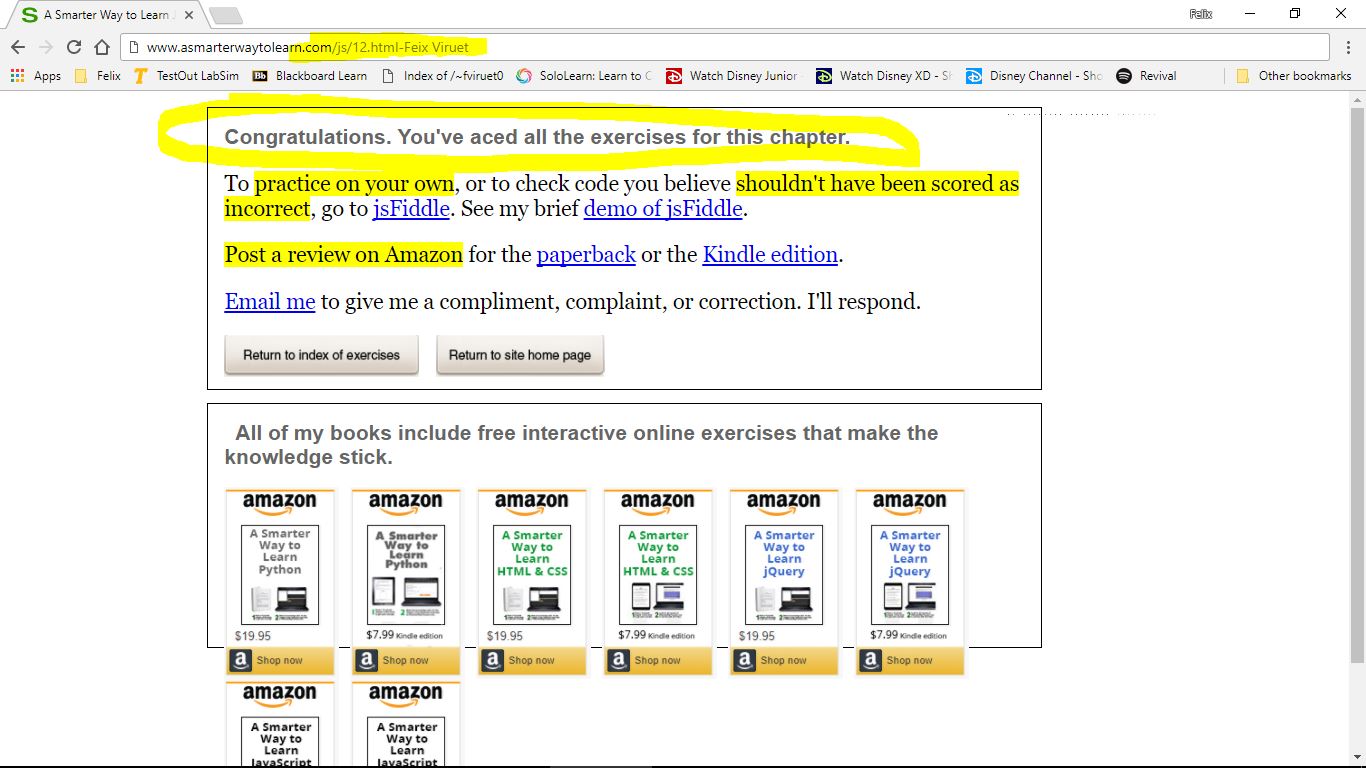 A Smarter Way to Learn J
Felix
www.asmarterwaytolearn.com/js/12.html-Feix Viruet
Apps Felix TestOut LabSim Blackboard Learn Index of /~fviruet0 SoloLearn: Learn to C Watch Disney Junior - Watch Disney XD - Sh Disney Channel - Sho Revival Other bookmarks
Congratulations. You've aced all the exercises for this chapter.
To practice on your own, or to check code you believe shouldn't have been scored as
incorrect, go to jsFiddle. See my brief demo of jsFiddle.
Post a review on Amazon for the paperback or the Kindle edition.
Email me to give me a compliment, complaint, or correction. I'll respond.
Return to index of exercises Return to site home page
All of my books include free interactive online exercises that make the
knowledge stick.
amazon amazon amazon amazon amazon amazon
A Smarter A Smarter A Smarter A Smarter A Smarter A Smarter
Way to Way to Way to Way to Way to Way to
Learn Learn Learn Learn Learn Learn
Python Python HTML & CSS HTML & CSS jQuery jQuery
$19.95 $7.99 Kindle edition $19.95 $7.99 Kindle edition $19.95 $7.99 Kindle edition
a Shop now a Shop now a Shop now a Shop now a Shop now a Shop now
amazon amazon
A Smarter A Smarter
Way to Way to
Learn Learn
JavaScript JavaScript